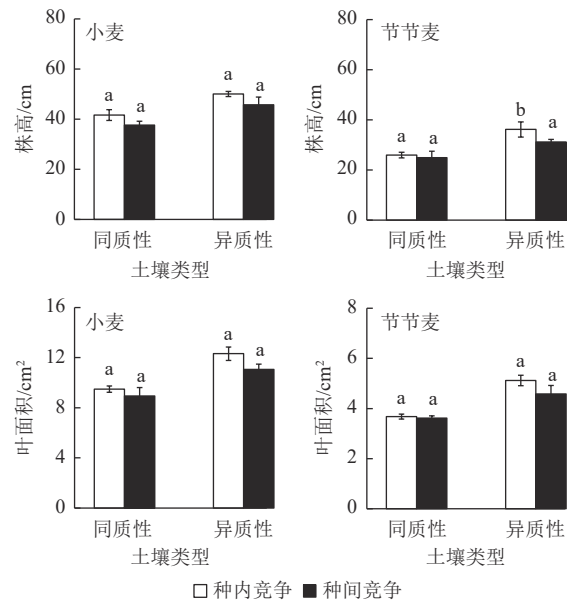 小麦
80
60
40
20
0
株高/cm
a a a a
同质性 异质性
土壤类型
节节麦
80
60
40
20
0
株高/cm
a a b a
同质性 异质性
土壤类型
小麦
16
12
8
4
0
叶面积/cm²
a a a a
同质性 异质性
土壤类型
节节麦
8
6
4
2
0
叶面积/cm²
a a a a
同质性 异质性
土壤类型
种内竞争 种间竞争